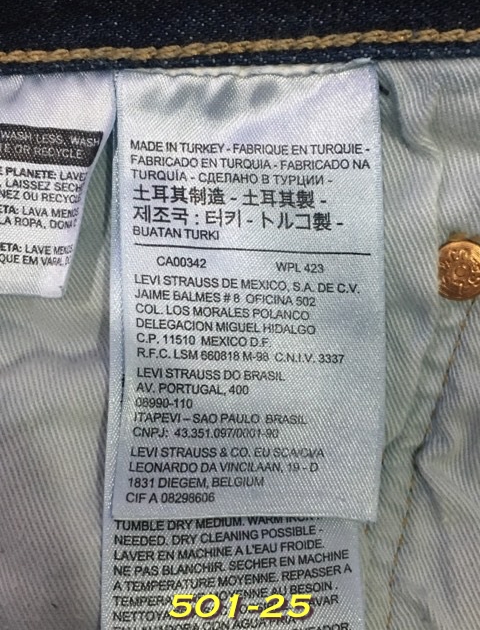 WASH LESS, WASH
E OR RECYCLE
PLANETE: LAVE
, LAISSEZ SECH
NEZ OU RECYC
ETA: LAVA MENOS
LA ROPA, DONA O
ETA: LAVE MENOS
QUE EM VARAL, D
MADE IN TURKEY - FABRIQUE EN TURQUIE -
FABRICADO EN TURQUIA - FABRICADO NA
TURQUÍA - СДЕЛАНО В ТУРЦИИ -
土耳其制造 - 土耳其製 -
제조국 : 터키 - トルコ製 -
BUATAN TURKI
CA00342 WPL 423
LEVI STRAUSS DE MEXICO, S.A. DE C.V.
JAIME BALMES # 8 OFICINA 502
COL. LOS MORALES POLANCO
DELEGACION MIGUEL HIDALGO
C.P. 11510 MEXICO D.F.
R.F.C. LSM 660818 M-98 C.N.I.V. 3337
LEVI STRAUSS DO BRASIL
AV. PORTUGAL, 400
06990-110
ITAPEVI – SAO PAULO BRASIL
CNPJ: 43.351.097/0001-90
LEVI STRAUSS & CO. EU SCA/CVA
LEONARDO DA VINCILAAN, 19 - D
1831 DIEGEM, BELGIUM
CIF A 08298606
TUMBLE DRY MEDIUM. WARM IRON
NEEDED. DRY CLEANING POSSIBLE -
LAVER EN MACHINE A L'EAU FROIDE.
NE PAS BLANCHIR. SECHER EN MACHINE
A TEMPERATURE MOYENNE. REPASSER A
501-25